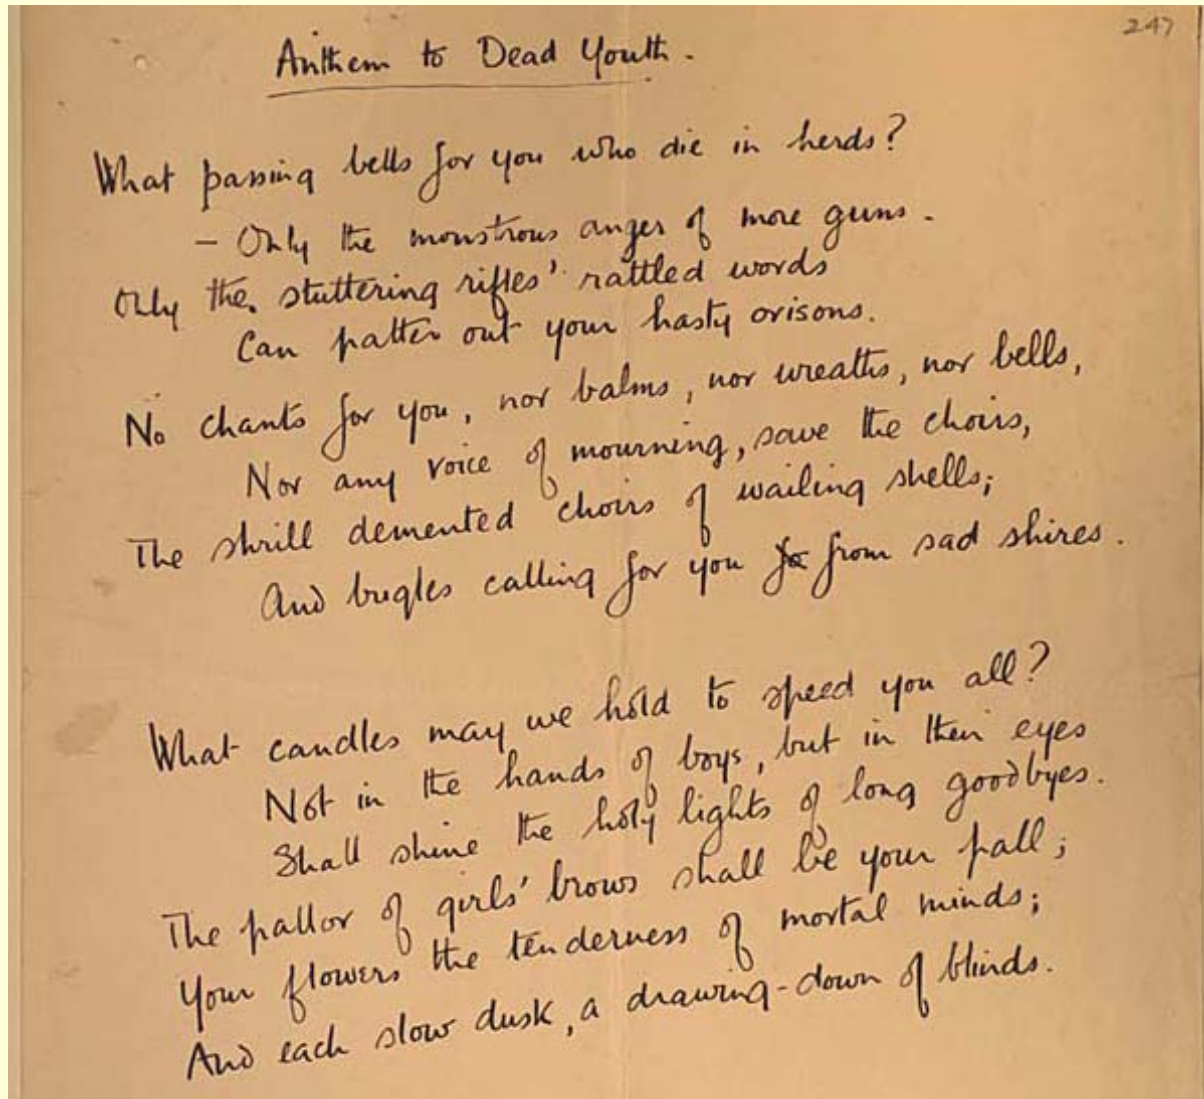 247
Anthem to Dead Youth.
What passing bells for you who die in herds?
– Only the monstrous anger of more guns.
Only the stuttering rifles' rattled words
Can patter out your hasty orisons.
No chants for you, nor balms, nor wreaths, nor bells,
Nor any voice of mourning, save the choirs,
The shrill demented choirs of wailing shells;
And bugles calling for you from sad shires.
What candles may we hold to speed you all?
Not in the hands of boys, but in their eyes
Shall shine the holy lights of long goodbyes.
The pallor of girls' brows shall be your pall;
Your flowers the tenderness of mortal minds;
And each slow dusk, a drawing-down of blinds.